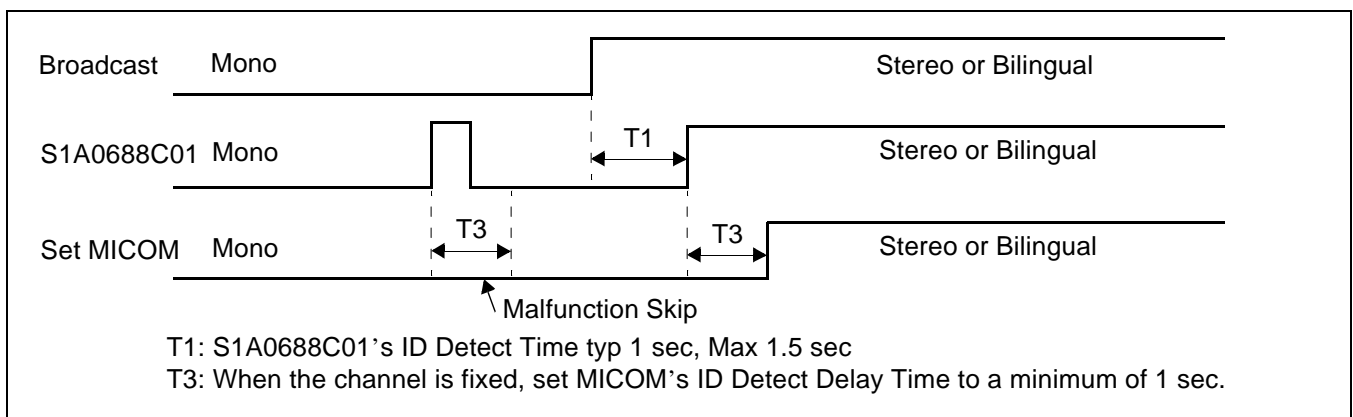 Broadcast Mono Stereo or Bilingual
T1
S1A0688C01 Mono Stereo or Bilingual
T3 T3
Set MICOM Mono Stereo or Bilingual
Malfunction Skip
T1: S1A0688C01’s ID Detect Time typ 1 sec, Max 1.5 sec
T3: When the channel is fixed, set MICOM’s ID Detect Delay Time to a minimum of 1 sec.